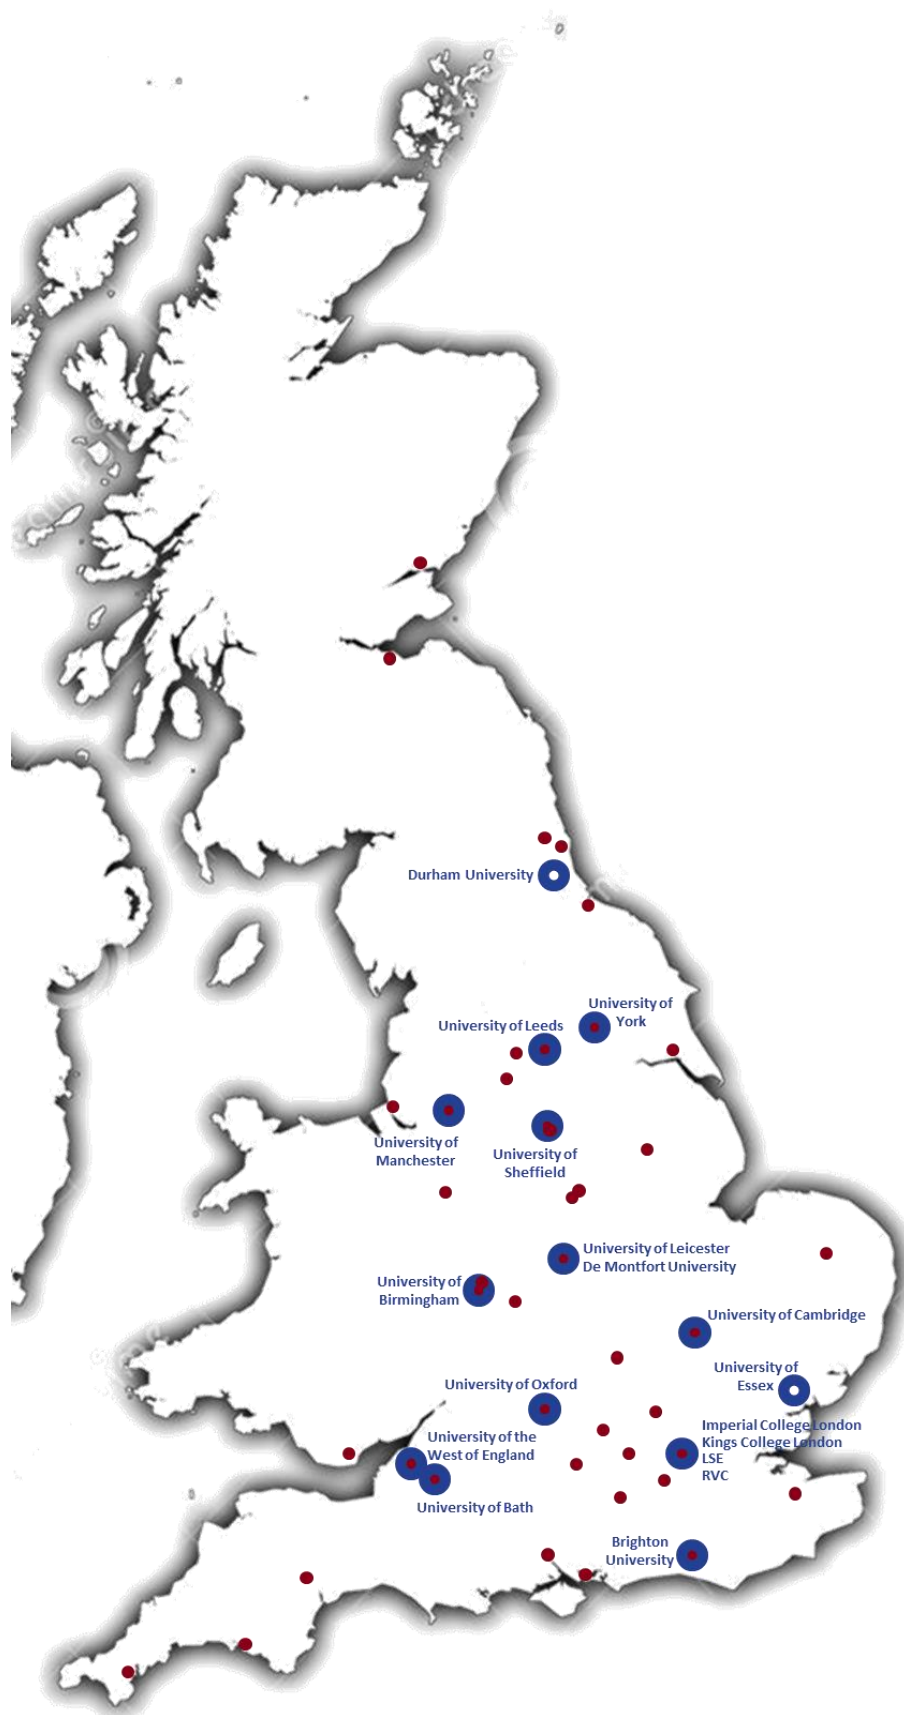 Durham University
University of
York
University of Leeds
University of
Manchester
University of
Sheffield
University of Leicester
De Montfort University
University of
Birmingham
University of Cambridge
University of
Essex
University of Oxford
Imperial College London
Kings College London
LSE
RVC
University of the
West of England
University of Bath
Brighton
University